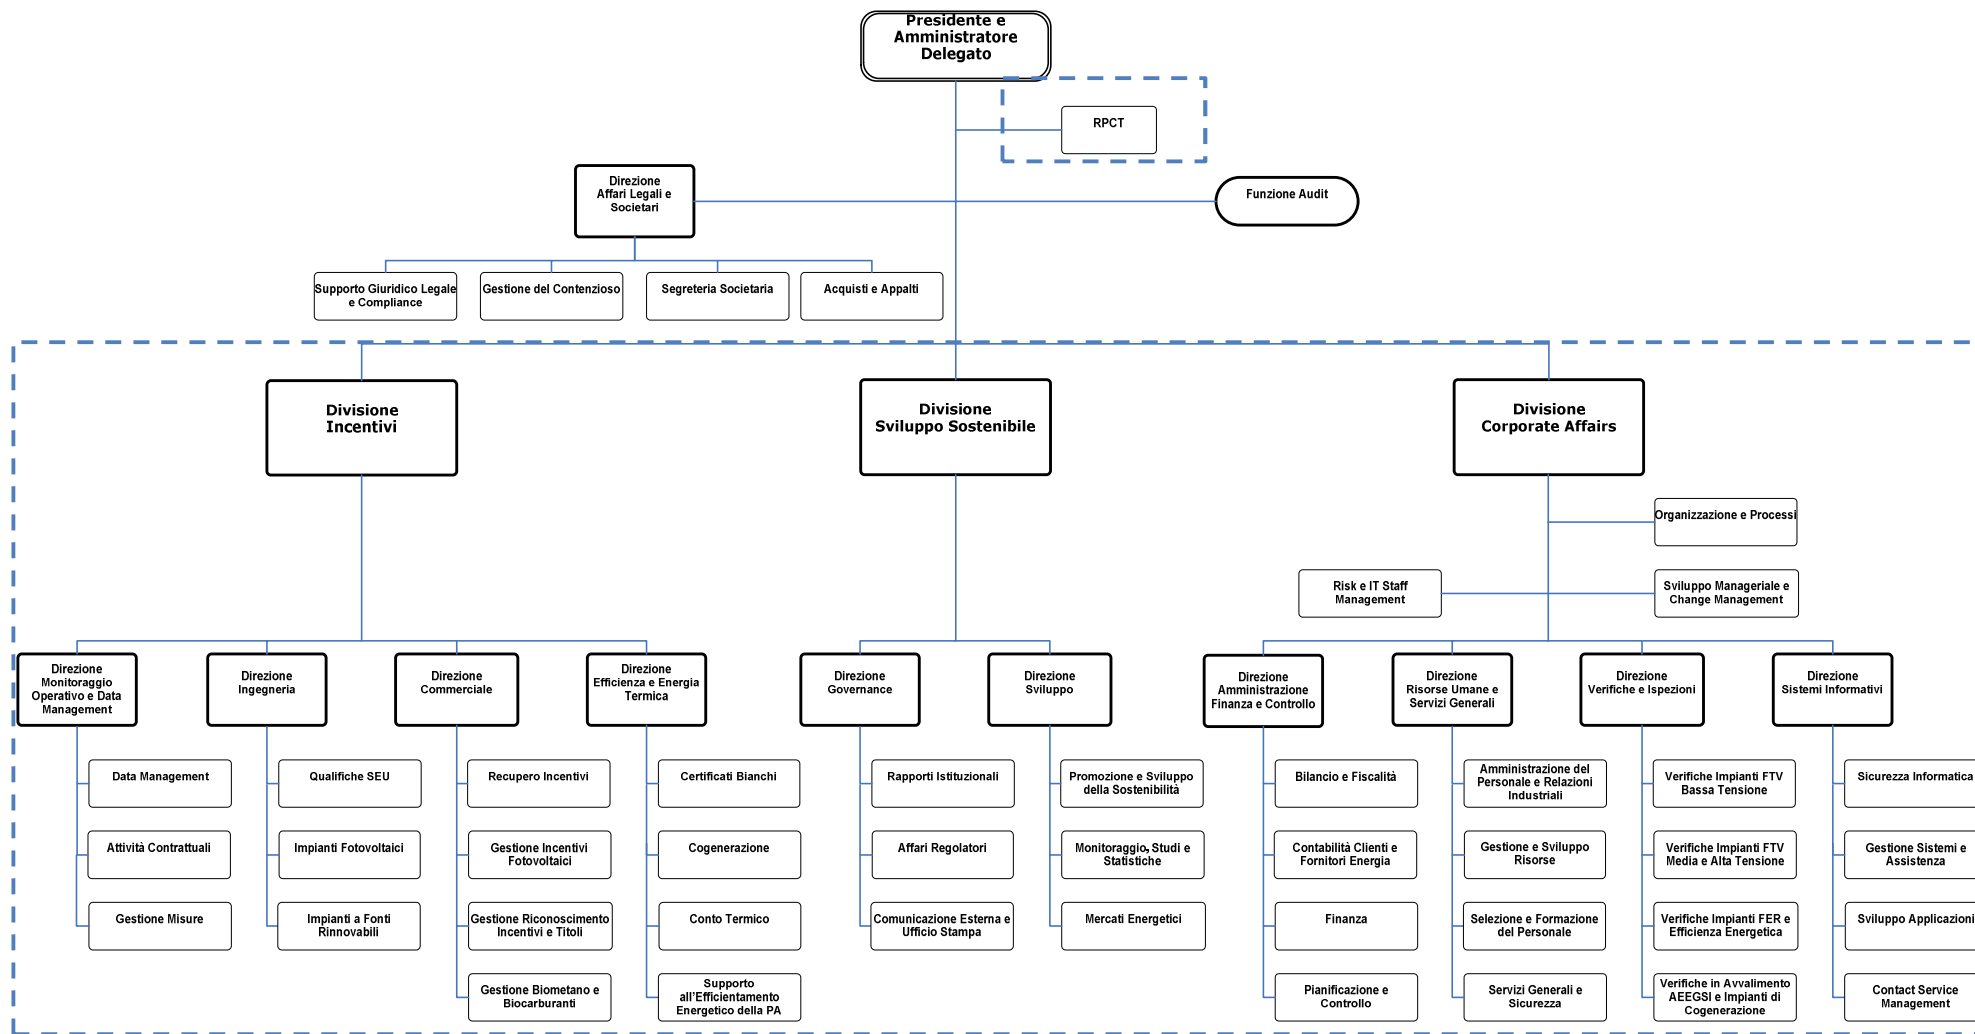 Presidente e
Amministratore
Delegato
RPCT
Direzione
Affari Legali e
Societari
Funzione Audit
Supporto Giuridico Legale
e Compliance
Gestione del Contenzioso
Segreteria Societaria
Acquisti e Appalti
Divisione
Incentivi
Divisione
Sviluppo Sostenibile
Divisione
Corporate Affairs
Organizzazione e Processi
Risk e IT Staff
Management
Sviluppo Manageriale e
Change Management
Direzione
Monitoraggio
Operativo e Data
Management
Direzione
Ingegneria
Direzione
Commerciale
Direzione
Efficienza e Energia
Termica
Direzione
Governance
Direzione
Sviluppo
Direzione
Amministrazione
Finanza e Controllo
Direzione
Risorse Umane e
Servizi Generali
Direzione
Verifiche e Ispezioni
Direzione
Sistemi Informativi
Data Management
Attività Contrattuali
Gestione Misure
Qualifiche SEU
Impianti Fotovoltaici
Impianti a Fonti
Rinnovabili
Recupero Incentivi
Gestione Incentivi
Fotovoltaici
Gestione Riconoscimento
Incentivi e Titoli
Gestione Biometano e
Biocarburanti
Certificati Bianchi
Cogenerazione
Conto Termico
Supporto
all'Efficientamento
Energetico della PA
Rapporti Istituzionali
Affari Regolatori
Comunicazione Esterna e
Ufficio Stampa
Promozione e Sviluppo
della Sostenibilità
Monitoraggio, Studi e
Statistiche
Mercati Energetici
Bilancio e Fiscalità
Contabilità Clienti e
Fornitori Energia
Finanza
Pianificazione e
Controllo
Amministrazione del
Personale e Relazioni
Industriali
Gestione e Sviluppo
Risorse
Selezione e Formazione
del Personale
Servizi Generali e
Sicurezza
Verifiche Impianti FTV
Bassa Tensione
Verifiche Impianti FTV
Media e Alta Tensione
Verifiche Impianti FER e
Efficienza Energetica
Verifiche in Avvalimento
AEEGSI e Impianti di
Cogenerazione
Sicurezza Informatica
Gestione Sistemi e
Assistenza
Sviluppo Applicazioni
Contact Service
Management